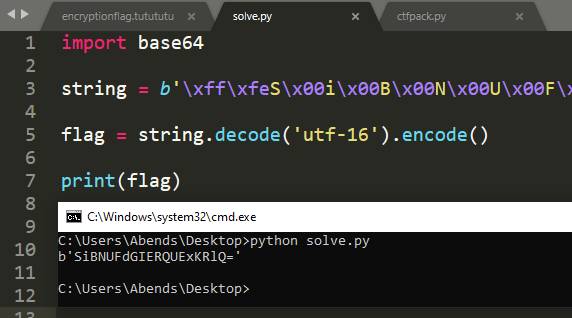 encryptionflag.tutututu × solve.py × ctfpack.py ×
1 import base64
2
3 string = b'\xff\xfeS\x00i\x00B\x00N\x00U\x00F\x
4
5 flag = string.decode('utf-16').encode()
6
7 print(flag)
8
9 C:\Windows\system32\cmd.exe
10 C:\Users\Abends\Desktop>python solve.py
b'SiBNUFdGIERQUExKRlQ='
11
12 C:\Users\Abends\Desktop>